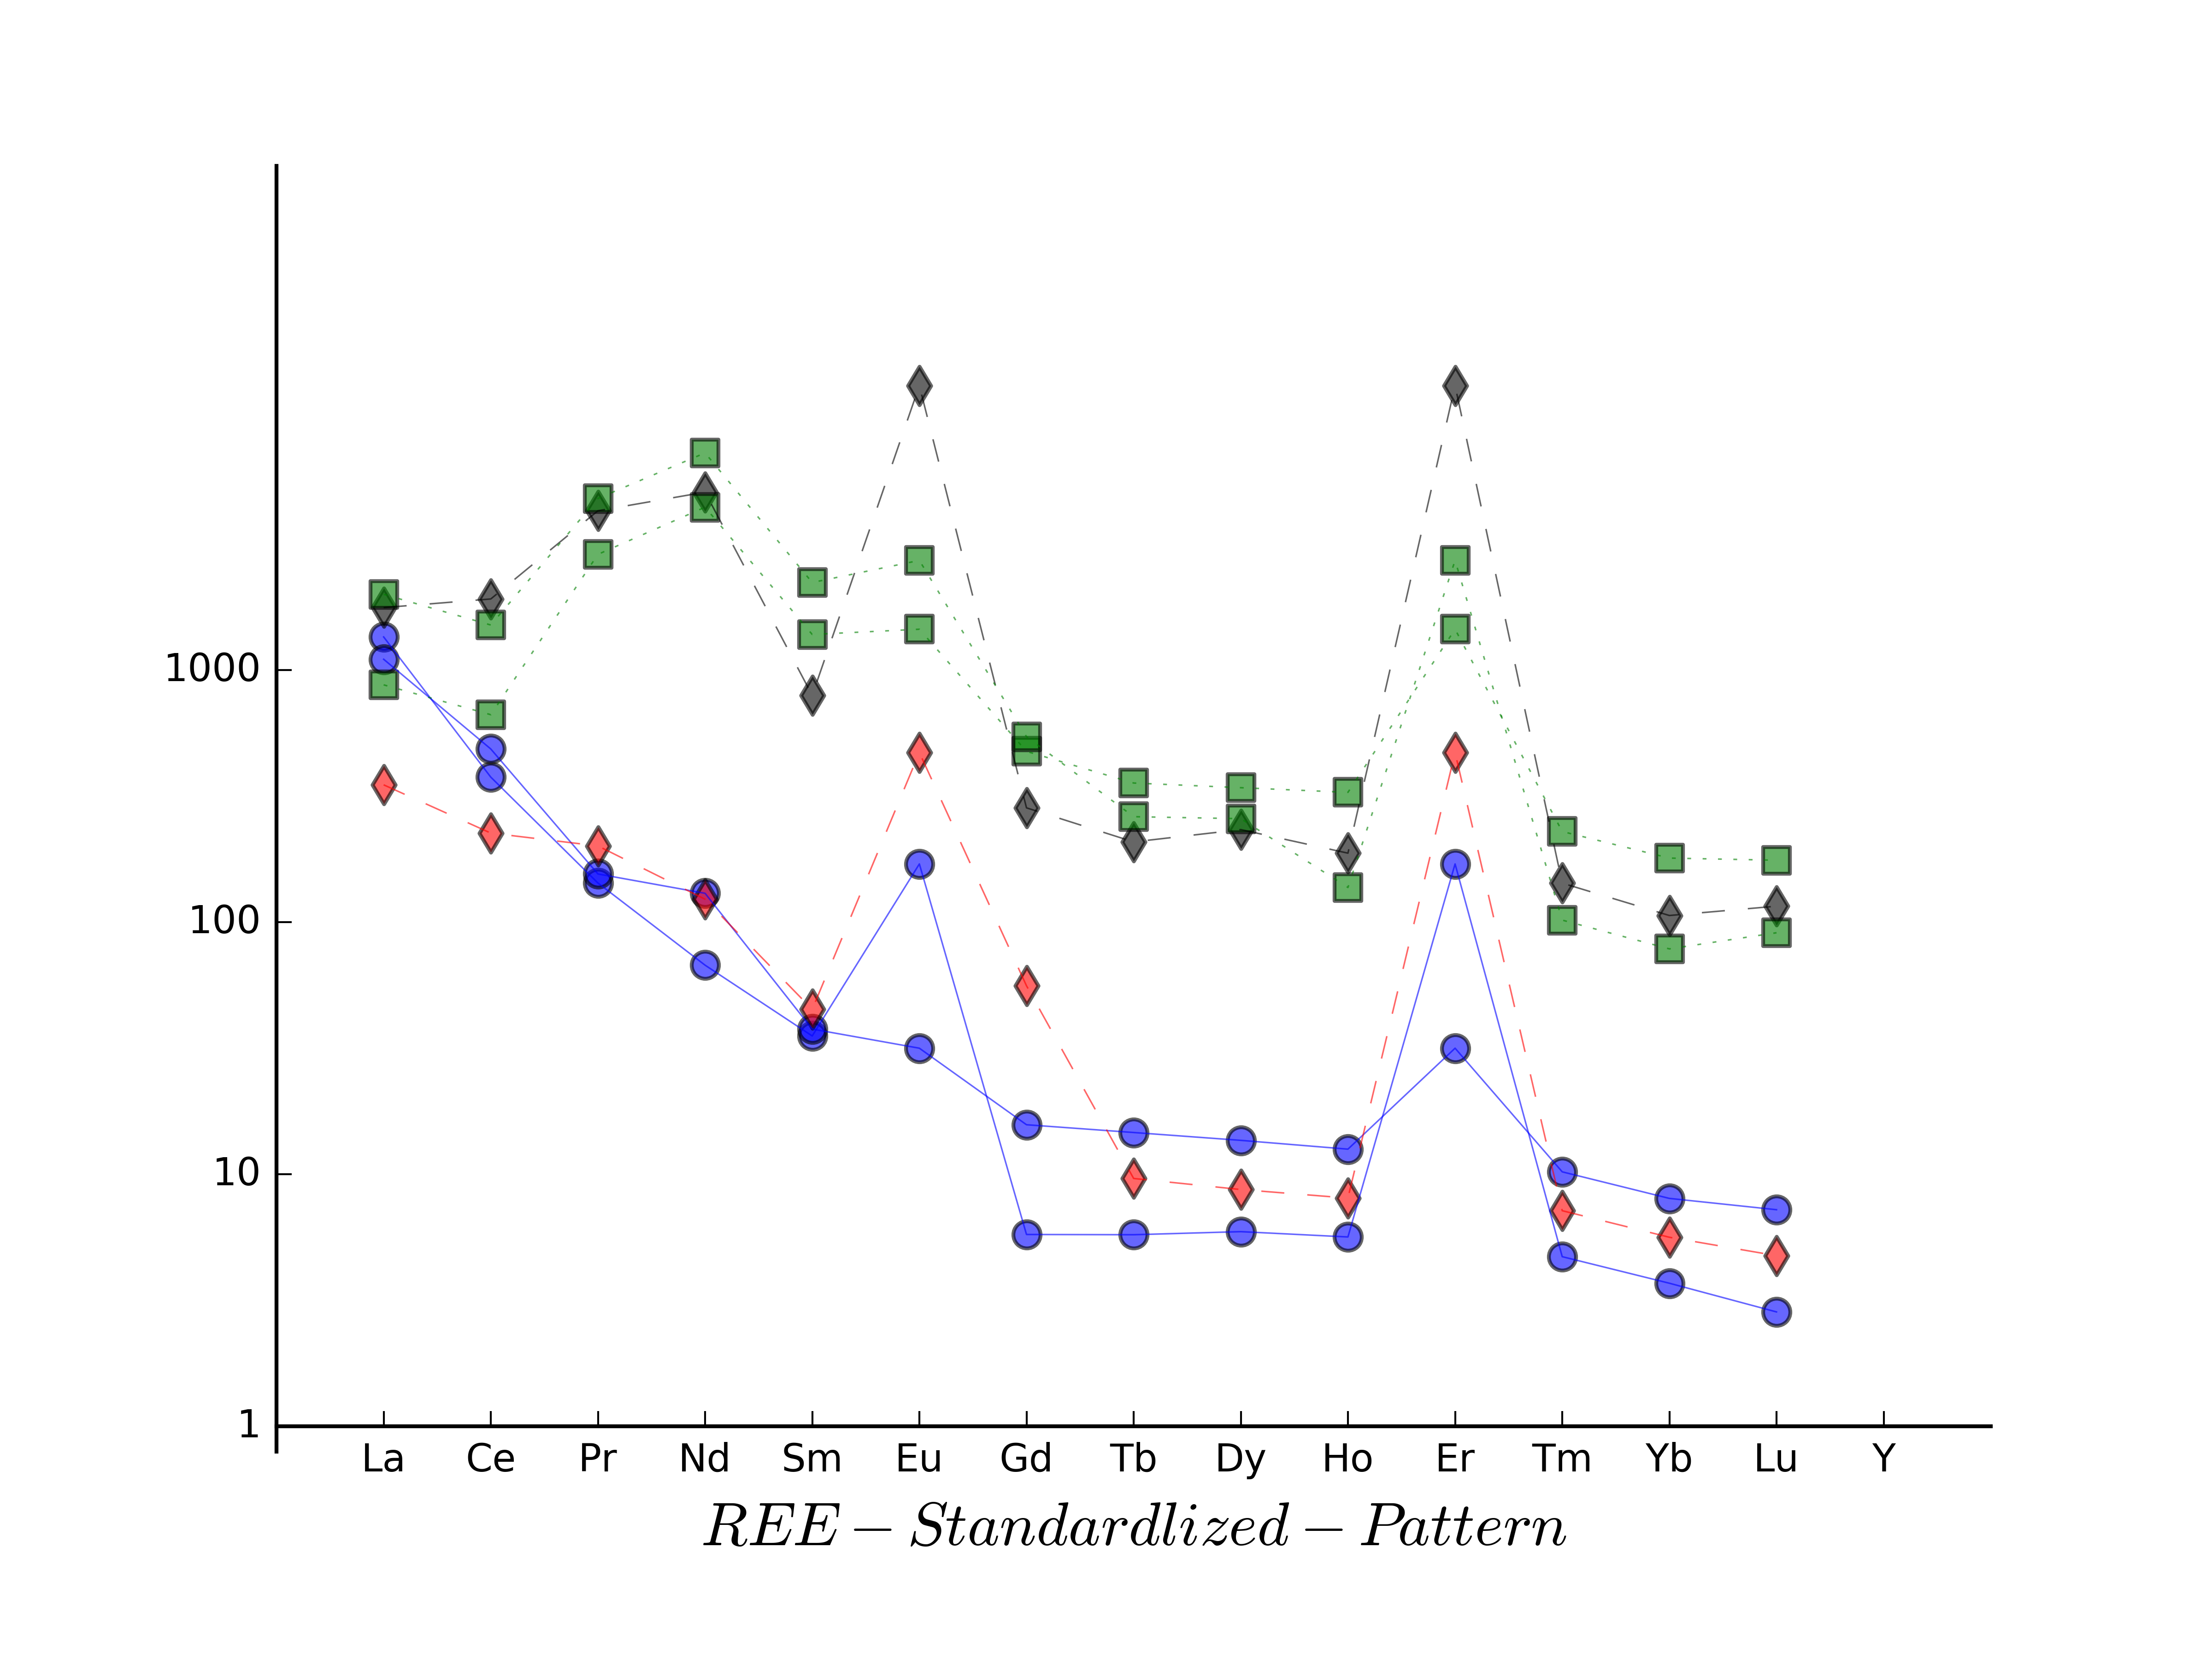 1000
100
10
1
La Ce Pr Nd Sm Eu Gd Tb Dy Ho Er Tm Yb Lu Y
REE − Standardlized − Pattern